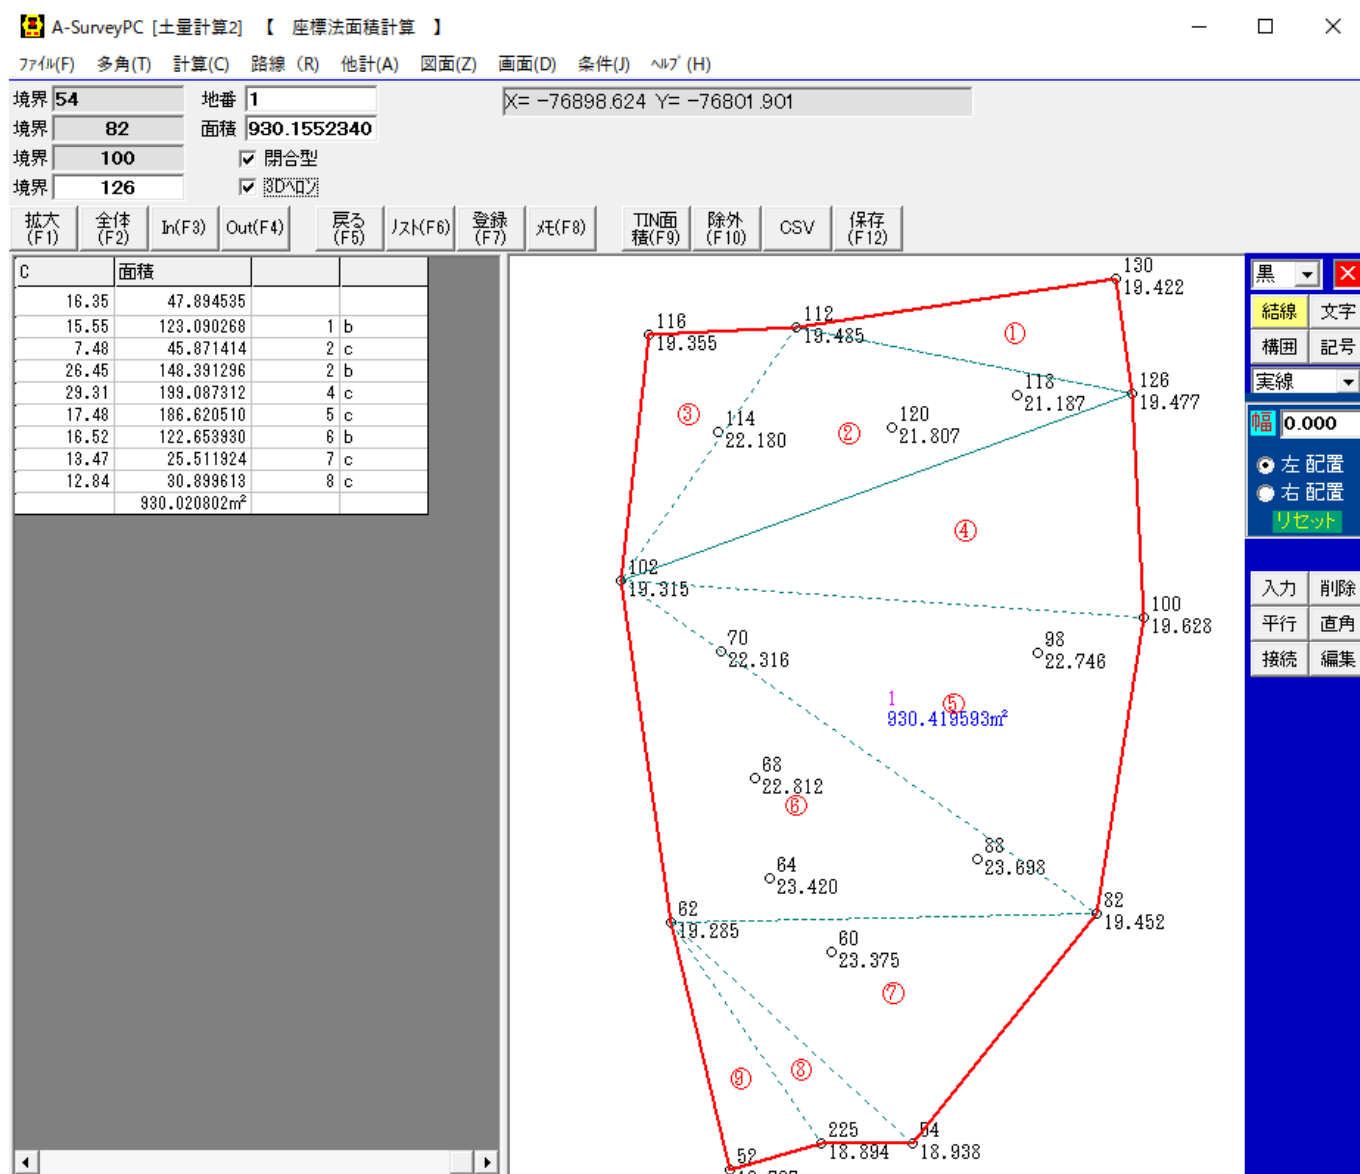 A-SurveyPC [土量計算2] 【 座標法面積計算 】
ファイル(F) 多角(T) 計算(C) 路線 (R) 他計(A) 図面(Z) 画面(D) 条件(J) ヘルプ(H)
境界 54 地番 1 X= -76898.624 Y= -76801.901
境界 82 面積 930.1552340
境界 100 閉合型
境界 126 3Dヘロン
拡大(F1) 全体(F2) In(F3) Out(F4) 戻る(F5) リスト(F6) 登録(F7) メモ(F8) TIN面積(F9) 除外(F10) CSV 保存(F12)
C 面積
16.35 47.894535
15.55 123.090268 1 b
7.48 45.871414 2 c
26.45 148.391296 2 b
29.31 199.087312 4 c
17.48 186.620510 5 c
16.52 122.653930 6 b
13.47 25.511924 7 c
12.84 30.899613 8 c
930.020802m²
130
19.422
112
19.485
116
19.355
①
126
19.477
118
21.187
120
21.807
②
③
114
22.180
④
102
19.315
100
19.628
70
22.316
98
22.746
1
930.419593m²
⑤
68
22.812
⑥
88
23.698
64
23.420
82
19.452
62
19.285
60
23.375
⑦
⑧
⑨
225
18.894
54
18.938
52
黒
結線 文字
構囲 記号
実線
幅 0.000
左 配置
右 配置
リセット
入力 削除
平行 直角
接続 編集